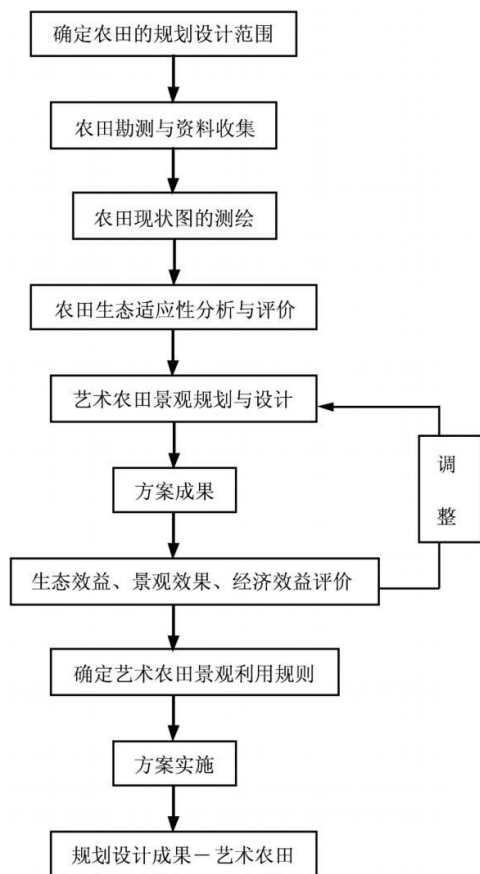 确定农田的规划设计范围
农田勘测与资料收集
农田现状图的测绘
农田生态适应性分析与评价
艺术农田景观规划与设计
调
整
方案成果
生态效益、景观效果、经济效益评价
确定艺术农田景观利用规则
方案实施
规划设计成果－艺术农田